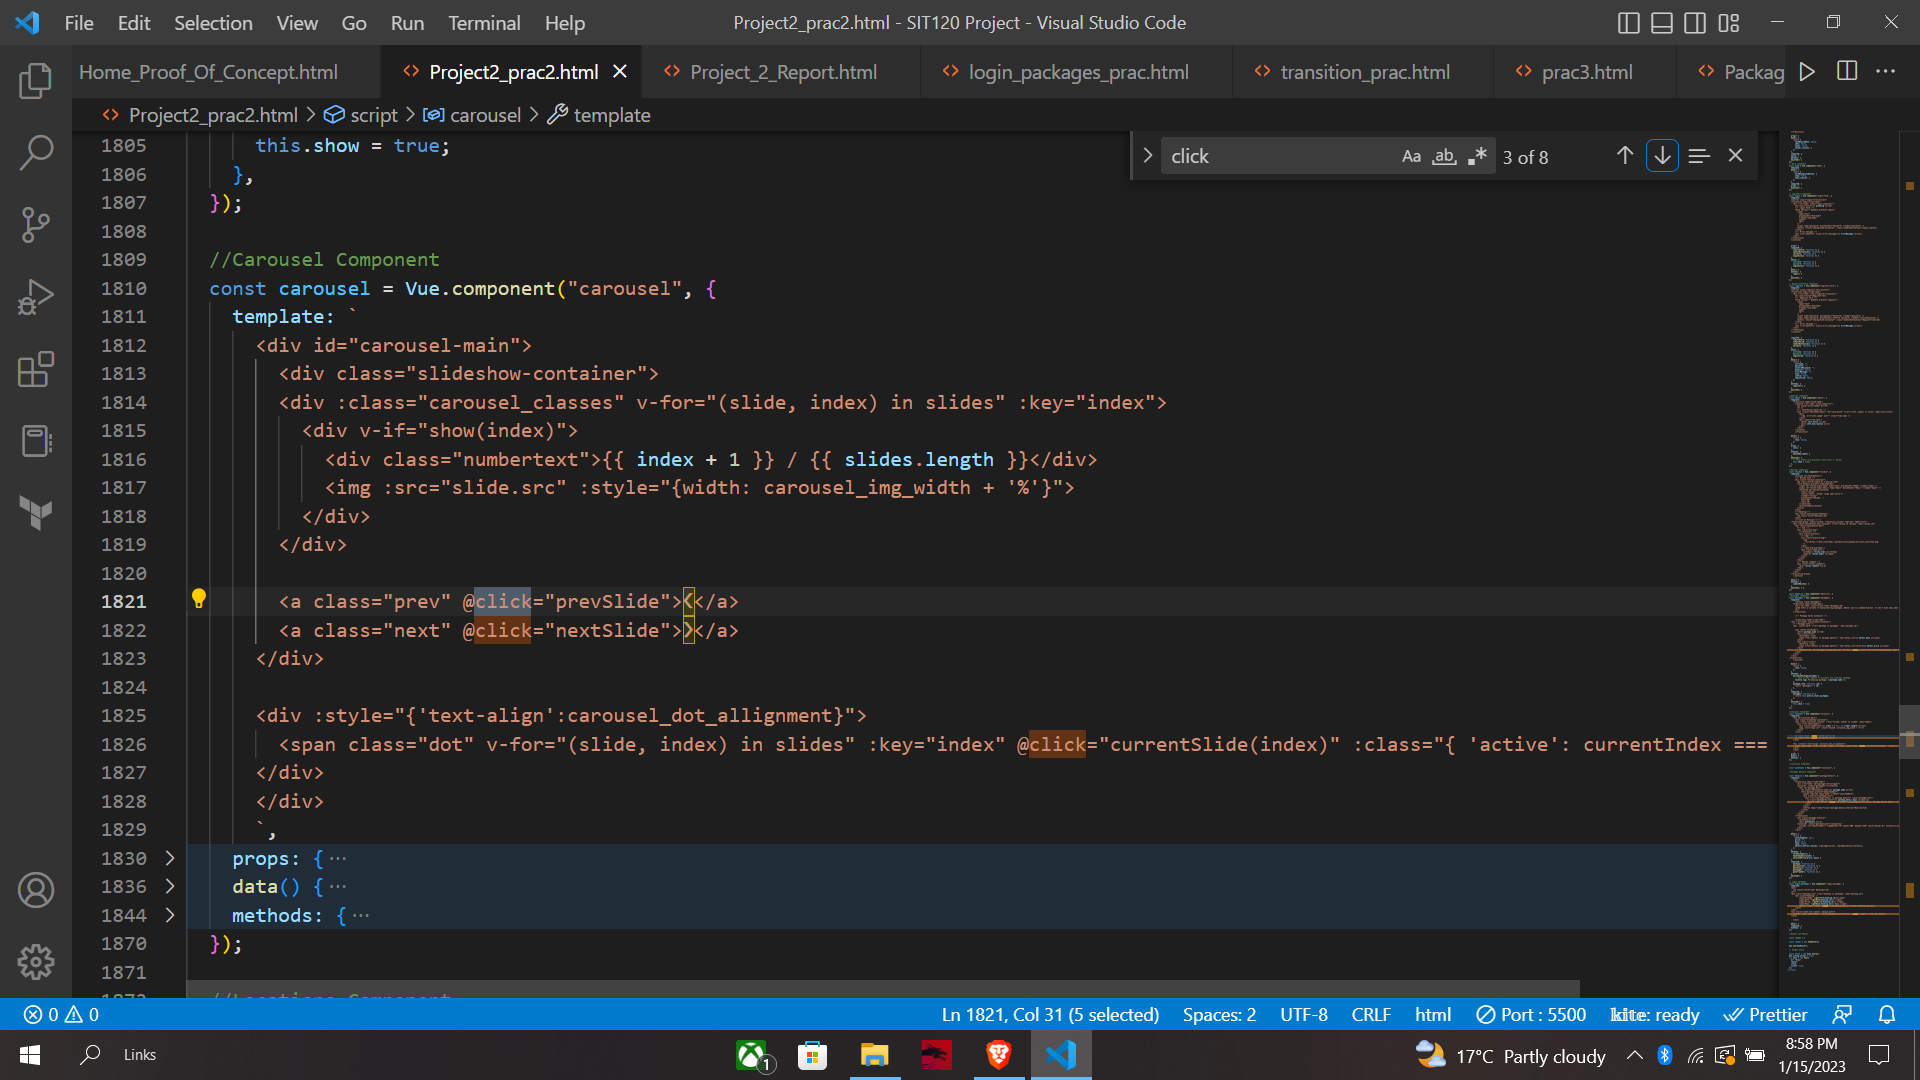 File Edit Selection View Go Run Terminal Help Project2_prac2.html - SIT120 Project - Visual Studio Code
Home_Proof_Of_Concept.html Project2_prac2.html Project_2_Report.html login_packages_prac.html transition_prac.html prac3.html Packag
Project2_prac2.html script carousel template
click Aa ab 3 of 8
1805 this.show = true;
1806 },
1807 });
1808
1809 //Carousel Component
1810 const carousel = Vue.component("carousel", {
1811 template: `
1812 <div id="carousel-main">
1813 <div class="slideshow-container">
1814 <div :class="carousel_classes" v-for="(slide, index) in slides" :key="index">
1815 <div v-if="show(index)">
1816 <div class="numbertext">{{ index + 1 }} / {{ slides.length }}</div>
1817 <img :src="slide.src" :style="{width: carousel_img_width + '%'}">
1818 </div>
1819 </div>
1820
1821 <a class="prev" @click="prevSlide">❮</a>
1822 <a class="next" @click="nextSlide">❯</a>
1823 </div>
1824
1825 <div :style="{'text-align':carousel_dot_allignment}">
1826 <span class="dot" v-for="(slide, index) in slides" :key="index" @click="currentSlide(index)" :class="{ 'active': currentIndex ===
1827 </div>
1828 </div>
1829 `,
1830 props: {⋯
1836 data() {⋯
1844 methods: {⋯
1870 });
1871
0 0 Ln 1821, Col 31 (5 selected) Spaces: 2 UTF-8 CRLF html Port : 5500 kite: ready Prettier
Links 1 17°C Partly cloudy 8:58 PM
1/15/2023